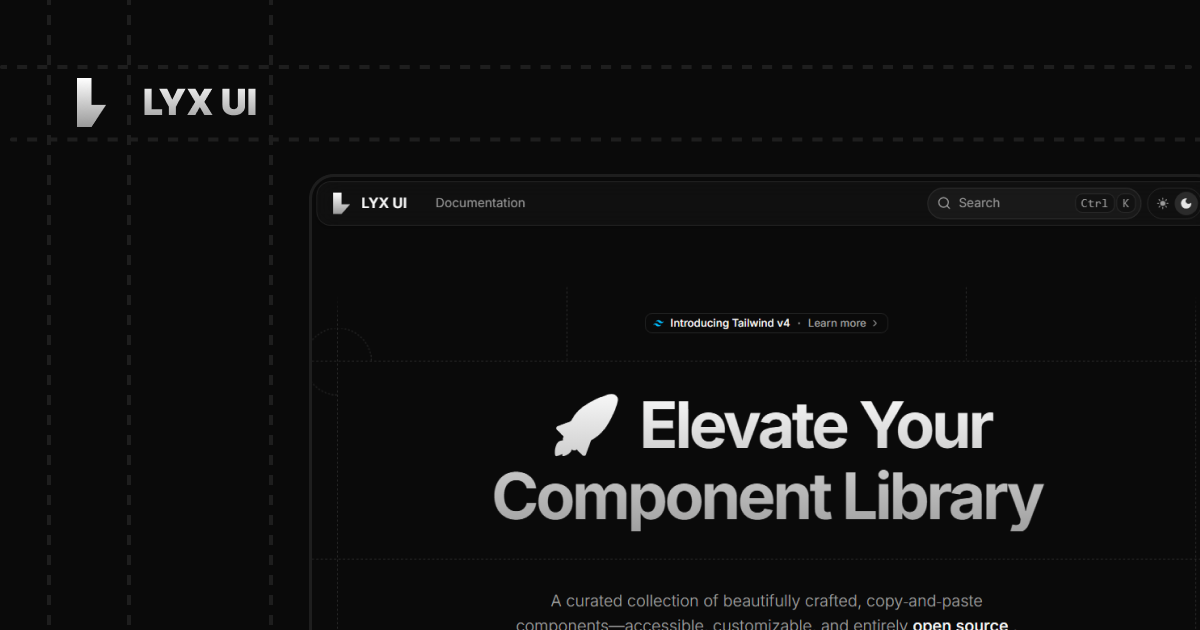 LYX UI
LYX UI Documentation Search Ctrl K
Introducing Tailwind v4 · Learn more
Elevate Your
Component Library
A curated collection of beautifully crafted, copy-and-paste
components—accessible, customizable, and entirely open source.